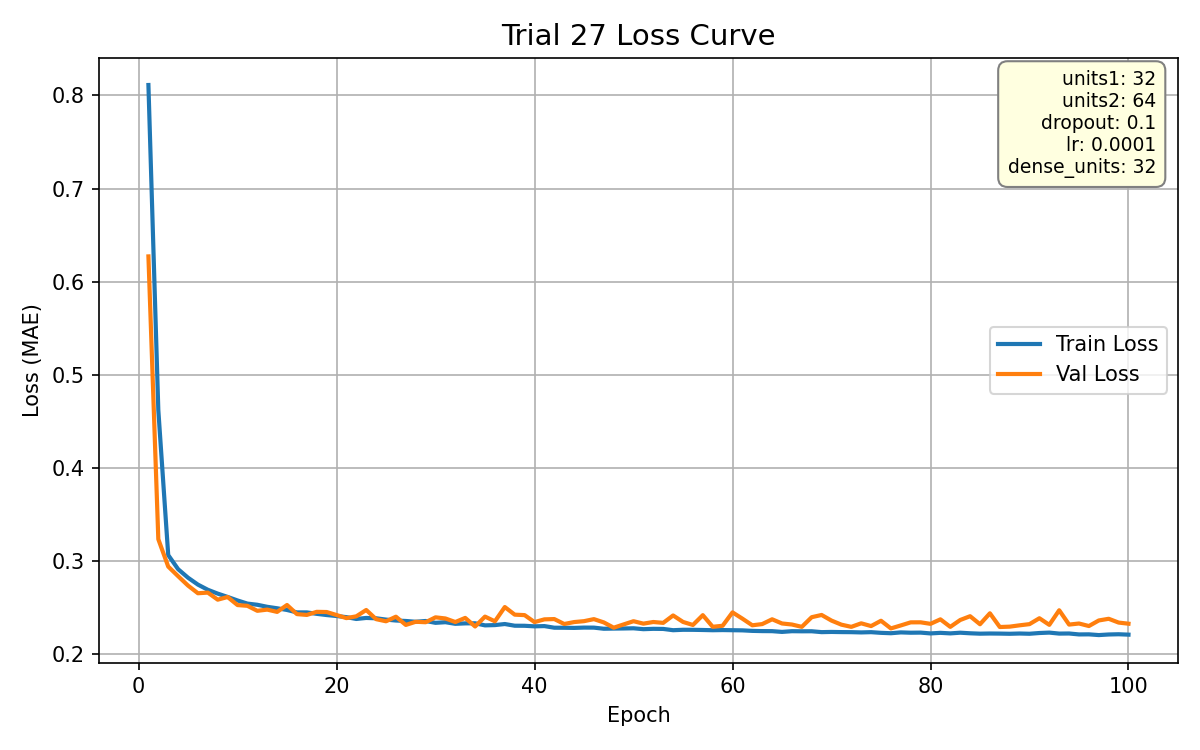 Trial 27 Loss Curve
units1: 32
units2: 64
dropout: 0.1
lr: 0.0001
dense_units: 32
Train Loss
Val Loss
Loss (MAE)
0.8
0.7
0.6
0.5
0.4
0.3
0.2
0 20 40 60 80 100
Epoch